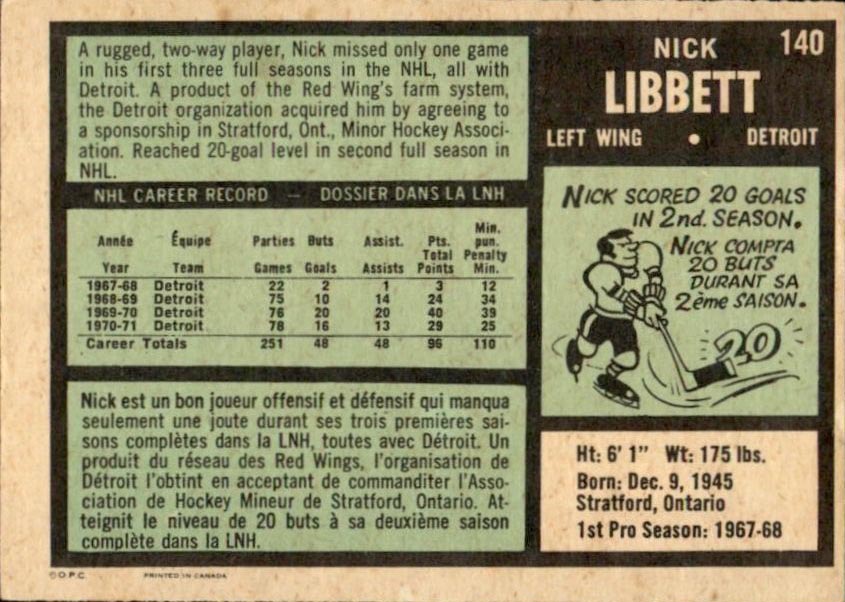 A rugged, two-way player, Nick missed only one game
in his first three full seasons in the NHL, all with
Detroit. A product of the Red Wing's farm system,
the Detroit organization acquired him by agreeing to
a sponsorship in Stratford, Ont., Minor Hockey Associ-
ation. Reached 20-goal level in second full season in
NHL.
NHL CAREER RECORD — DOSSIER DANS LA LNH
Année Équipe Parties Buts Assist. Pts. Total Min. pun.
Year Team Games Goals Assists Points Penalty Min.
1967-68 Detroit 22 2 1 3 12
1968-69 Detroit 75 10 14 24 34
1969-70 Detroit 76 20 20 40 39
1970-71 Detroit 78 16 13 29 25
Career Totals 251 48 48 96 110
Nick est un bon joueur offensif et défensif qui manqua
seulement une joute durant ses trois premières sai-
sons complètes dans la LNH, toutes avec Détroit. Un
produit du réseau des Red Wings, l'organisation de
Détroit l'obtint en acceptant de commanditer l'Asso-
ciation de Hockey Mineur de Stratford, Ontario. At-
teignit le niveau de 20 buts à sa deuxième saison
complète dans la LNH.
NICK 140
LIBBETT
LEFT WING • DETROIT
NICK SCORED 20 GOALS
IN 2nd. SEASON.
NICK COMPTA
20 BUTS
DURANT SA
2ème SAISON.
20
Ht: 6' 1" Wt: 175 lbs.
Born: Dec. 9, 1945
Stratford, Ontario
1st Pro Season: 1967-68
© O.P.C. PRINTED IN CANADA